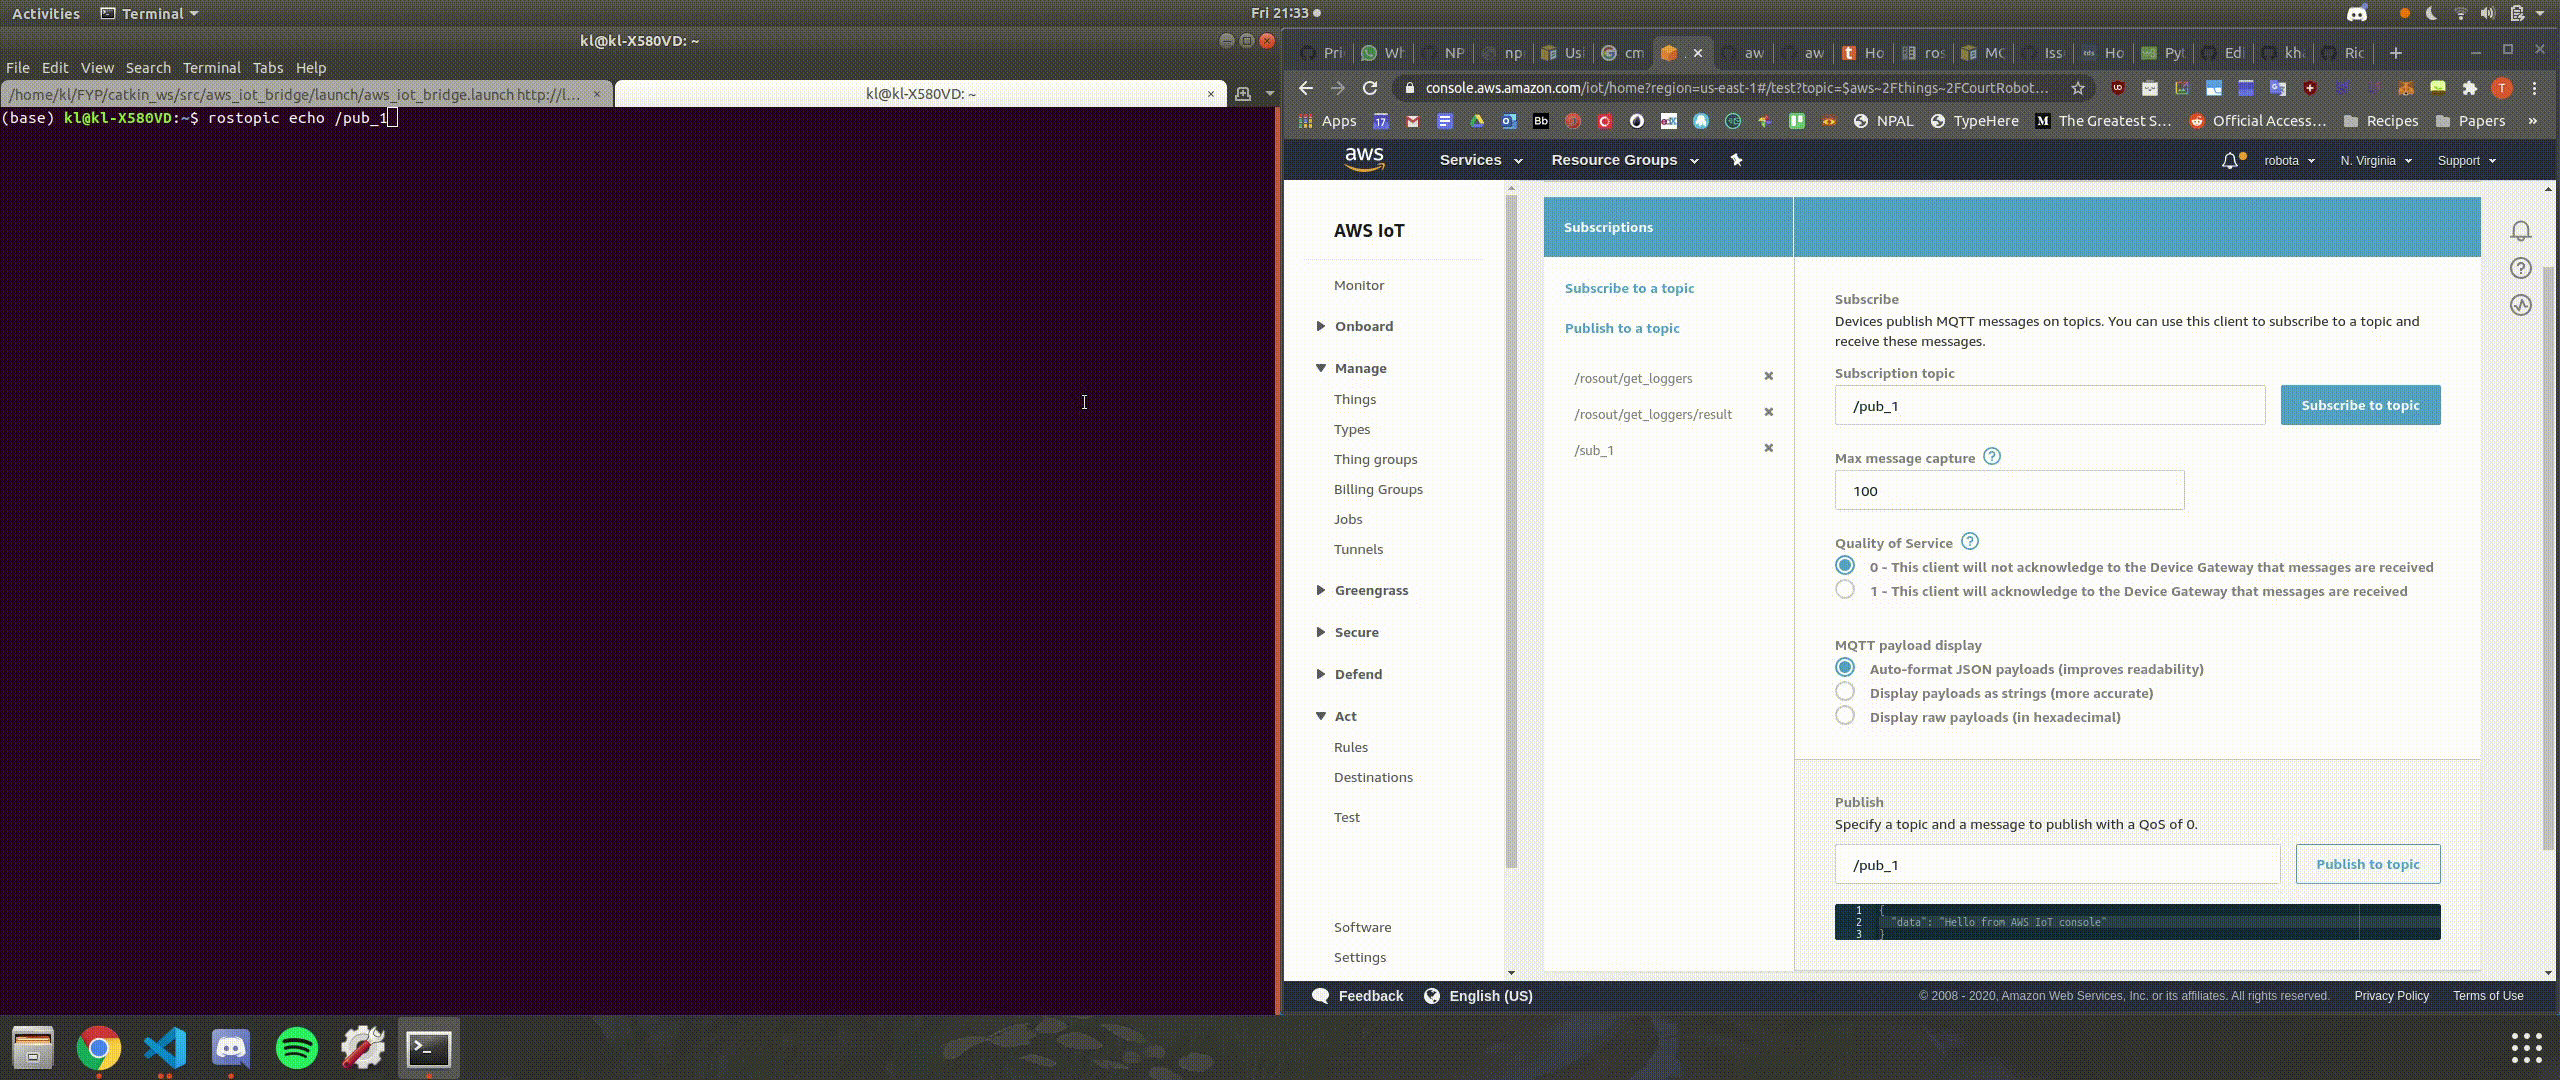 Activities
Terminal
Fri 21:33
kl@kl-X580VD: ~
File Edit View Search Terminal Tabs Help
/home/kl/FYP/catkin_ws/src/aws_iot_bridge/launch/aws_iot_bridge.launch http://l...
kl@kl-X580VD: ~
(base) kl@kl-X580VD:~$ rostopic echo /pub_1
Pri Wh NP np Usi cm aw aw Ho ros MC Iss Ho Pyt Edi kh Ric
console.aws.amazon.com/iot/home?region=us-east-1#/test?topic=$aws~2Fthings~2FCourtRobot...
Apps NPAL TypeHere The Greatest S... Official Access... Recipes Papers »
aws Services Resource Groups robota N. Virginia Support
AWS IoT
Monitor
Onboard
Manage
Things
Types
Thing groups
Billing Groups
Jobs
Tunnels
Greengrass
Secure
Defend
Act
Rules
Destinations
Test
Software
Settings
Subscriptions
Subscribe to a topic
Publish to a topic
/rosout/get_loggers
/rosout/get_loggers/result
/sub_1
Subscribe
Devices publish MQTT messages on topics. You can use this client to subscribe to a topic and
receive these messages.
Subscription topic
/pub_1
Subscribe to topic
Max message capture
100
Quality of Service
0 - This client will not acknowledge to the Device Gateway that messages are received
1 - This client will acknowledge to the Device Gateway that messages are received
MQTT payload display
Auto-format JSON payloads (improves readability)
Display payloads as strings (more accurate)
Display raw payloads (in hexadecimal)
Publish
Specify a topic and a message to publish with a QoS of 0.
/pub_1
Publish to topic
1 {
2 "data": "Hello from AWS IoT console"
3 }
Feedback English (US)
© 2008 - 2020, Amazon Web Services, Inc. or its affiliates. All rights reserved. Privacy Policy Terms of Use